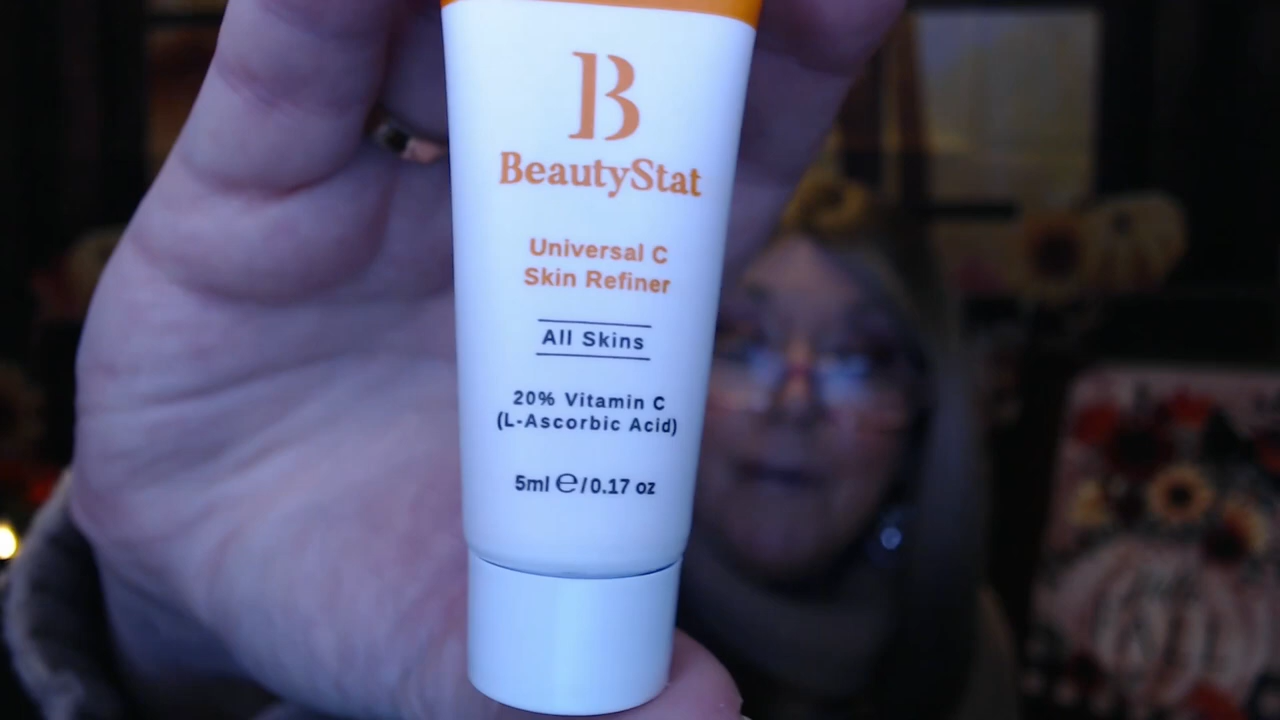 B
BeautyStat
Universal C
Skin Refiner
All Skins
20% Vitamin C
(L-Ascorbic Acid)
5ml ℮/0.17 oz